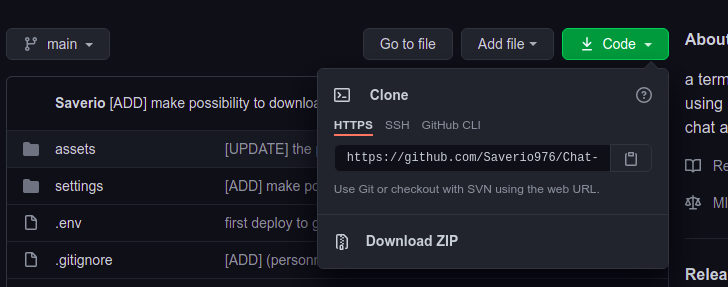 main
Go to file
Add file
Code
About
Saverio [ADD] make possibility to downloa
a term
using
chat a
Clone
HTTPS SSH GitHub CLI
https://github.com/Saverio976/Chat-
Use Git or checkout with SVN using the web URL.
Download ZIP
assets [UPDATE] the
settings [ADD] make po
.env first deploy to g
.gitignore [ADD] (personn
Re
MI
Relea